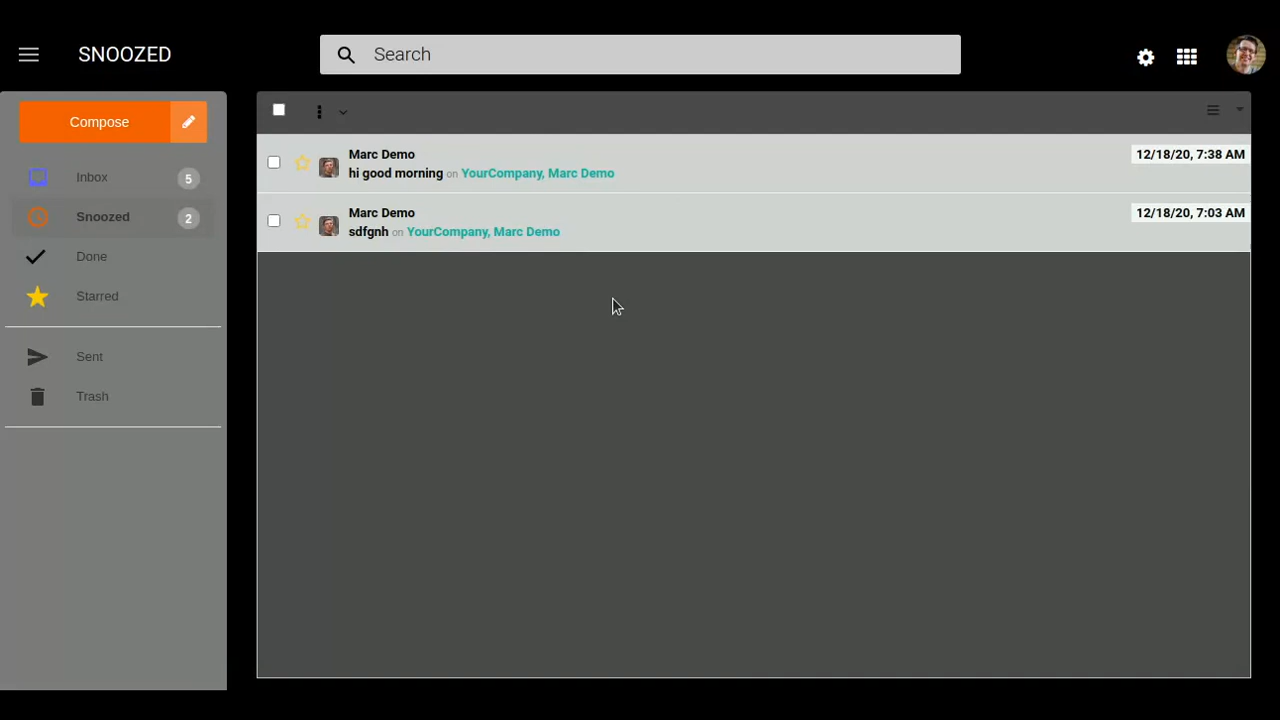 SNOOZED
Search
Compose
Inbox 5
Snoozed 2
Done
Starred
Sent
Trash
Marc Demo 12/18/20, 7:38 AM
hi good morning on YourCompany, Marc Demo
Marc Demo 12/18/20, 7:03 AM
sdfgnh on YourCompany, Marc Demo